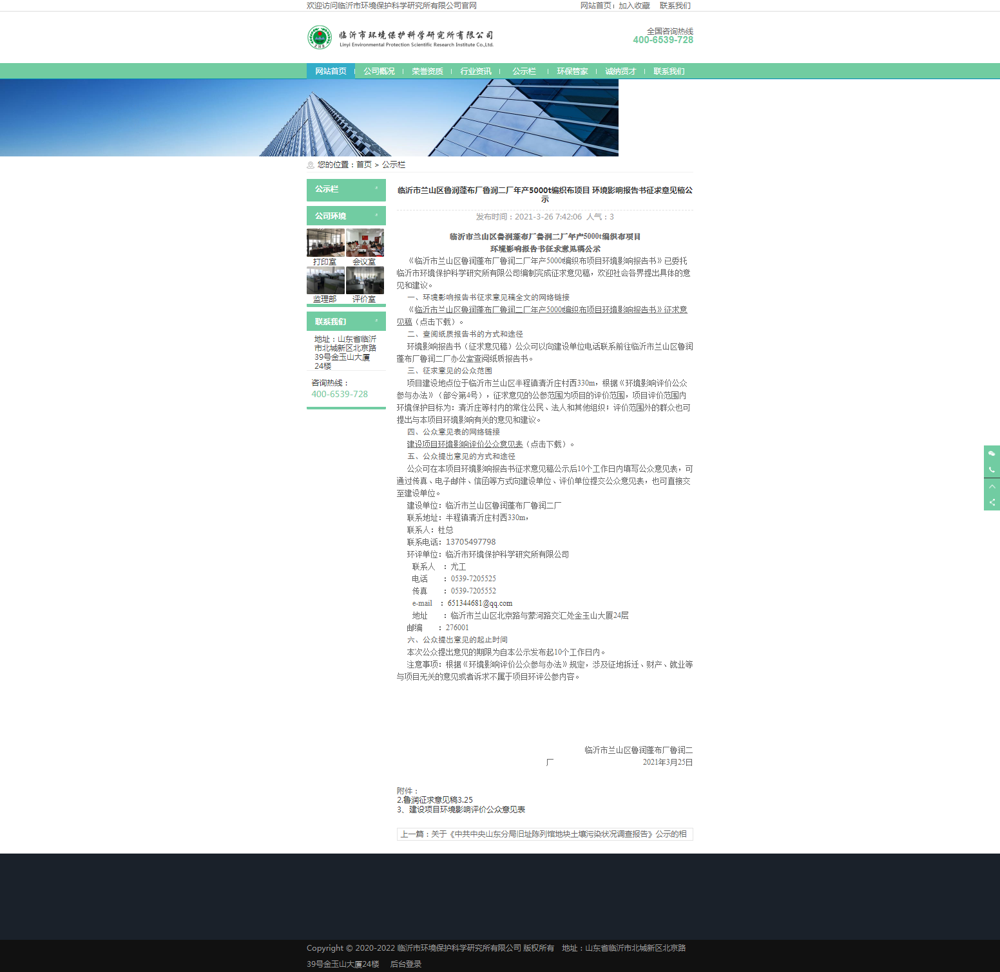 欢迎访问临沂市环境保护科学研究所有限公司官网
网站首页 加入收藏 联系我们
临沂市环境保护科学研究所有限公司
Linyi Environmental Protection Scientific Research Institute Co.,Ltd.
全国咨询热线
400-6539-728
网站首页 公司概况 荣誉资质 行业资讯 公示栏 环保管家 诚纳贤才 联系我们
您的位置：首页 > 公示栏
公示栏
公司环境
打印室 会议室
监理部 评价室
联系我们
地址：山东省临沂
市北城新区北京路
39号金玉山大厦
24楼
咨询热线：
400-6539-728
临沂市兰山区鲁润蓬布厂鲁润二厂年产5000t编织布项目 环境影响报告书征求意见稿公
示
发布时间：2021-3-26 7:42:06 人气：3
临沂市兰山区鲁润蓬布厂鲁润二厂年产5000t编织布项目
环境影响报告书征求意见稿公示
《临沂市兰山区鲁润蓬布厂鲁润二厂年产5000t编织布项目环境影响报告书》已委托
临沂市环境保护科学研究所有限公司编制完成征求意见稿，欢迎社会各界提出具体的意
见和建议。
一、环境影响报告书征求意见稿全文的网络链接
《临沂市兰山区鲁润蓬布厂鲁润二厂年产5000t编织布项目环境影响报告书》征求意
见稿（点击下载）。
二、查阅纸质报告书的方式和途径
环境影响报告书（征求意见稿）公众可以向建设单位电话联系前往临沂市兰山区鲁润
蓬布厂鲁润二厂办公室查阅纸质报告书。
三、征求意见的公众范围
项目建设地点位于临沂市兰山区半程镇清沂庄村西330m，根据《环境影响评价公众
参与办法》（部令第4号），征求意见的公参范围为项目的评价范围，项目评价范围内
环境保护目标为：清沂庄等村内的常住公民、法人和其他组织；评价范围外的群众也可
提出与本项目环境影响有关的意见和建议。
四、公众意见表的网络链接
建设项目环境影响评价公众意见表（点击下载）。
五、公众提出意见的方式和途径
公众可在本项目环境影响报告书征求意见稿公示后10个工作日内填写公众意见表，可
通过传真、电子邮件、信函等方式向建设单位、评价单位提交公众意见表，也可直接交
至建设单位。
建设单位：临沂市兰山区鲁润蓬布厂鲁润二厂
联系地址：半程镇清沂庄村西330m，
联系人：杜总
联系电话：13705497798
环评单位：临沂市环境保护科学研究所有限公司
联系人 ：尤工
电话 ：0539-7205525
传真 ：0539-7205552
e-mail ：651344681@qq.com
地址 ：临沂市兰山区北京路与蒙河路交汇处金玉山大厦24层
邮编 ：276001
六、公众提出意见的起止时间
本次公众提出意见的期限为自本公示发布起10个工作日内。
注意事项：根据《环境影响评价公众参与办法》规定，涉及征地拆迁、财产、就业等
与项目无关的意见或者诉求不属于项目环评公参内容。
临沂市兰山区鲁润蓬布厂鲁润二
厂 2021年3月25日
附件：
2.鲁润征求意见稿3.25
3、建设项目环境影响评价公众意见表
上一篇：关于《中共中央山东分局旧址陈列馆地块土壤污染状况调查报告》公示的相
Copyright © 2020-2022 临沂市环境保护科学研究所有限公司 版权所有 地址：山东省临沂市北城新区北京路
39号金玉山大厦24楼 后台登录